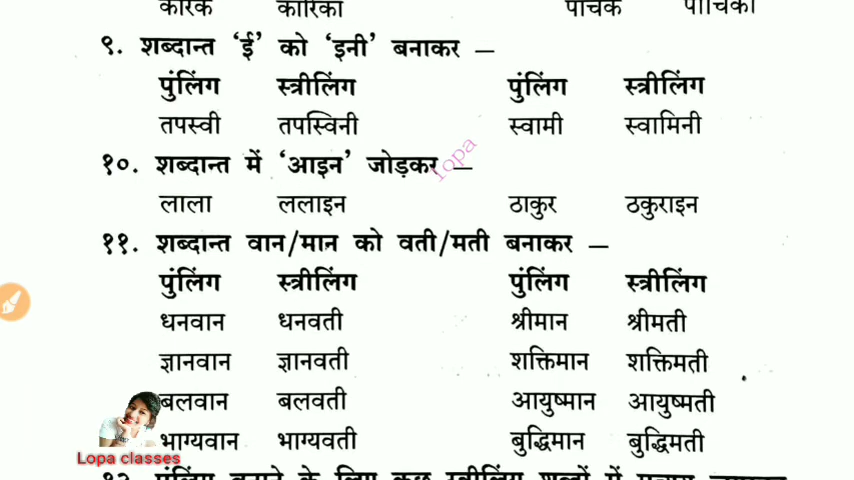 कारक कारिका पाचक पाचिका
९. शब्दान्त ‘ई’ को ‘इनी’ बनाकर —
पुंलिंग स्त्रीलिंग पुंलिंग स्त्रीलिंग
तपस्वी तपस्विनी स्वामी स्वामिनी
lopa
१०. शब्दान्त में ‘आइन’ जोड़कर —
लाला ललाइन ठाकुर ठकुराइन
११. शब्दान्त वान/मान को वती/मती बनाकर —
पुंलिंग स्त्रीलिंग पुंलिंग स्त्रीलिंग
धनवान धनवती श्रीमान श्रीमती
ज्ञानवान ज्ञानवती शक्तिमान शक्तिमती
बलवान बलवती आयुष्मान आयुष्मती
भाग्यवान भाग्यवती बुद्धिमान बुद्धिमती
Lopa classes